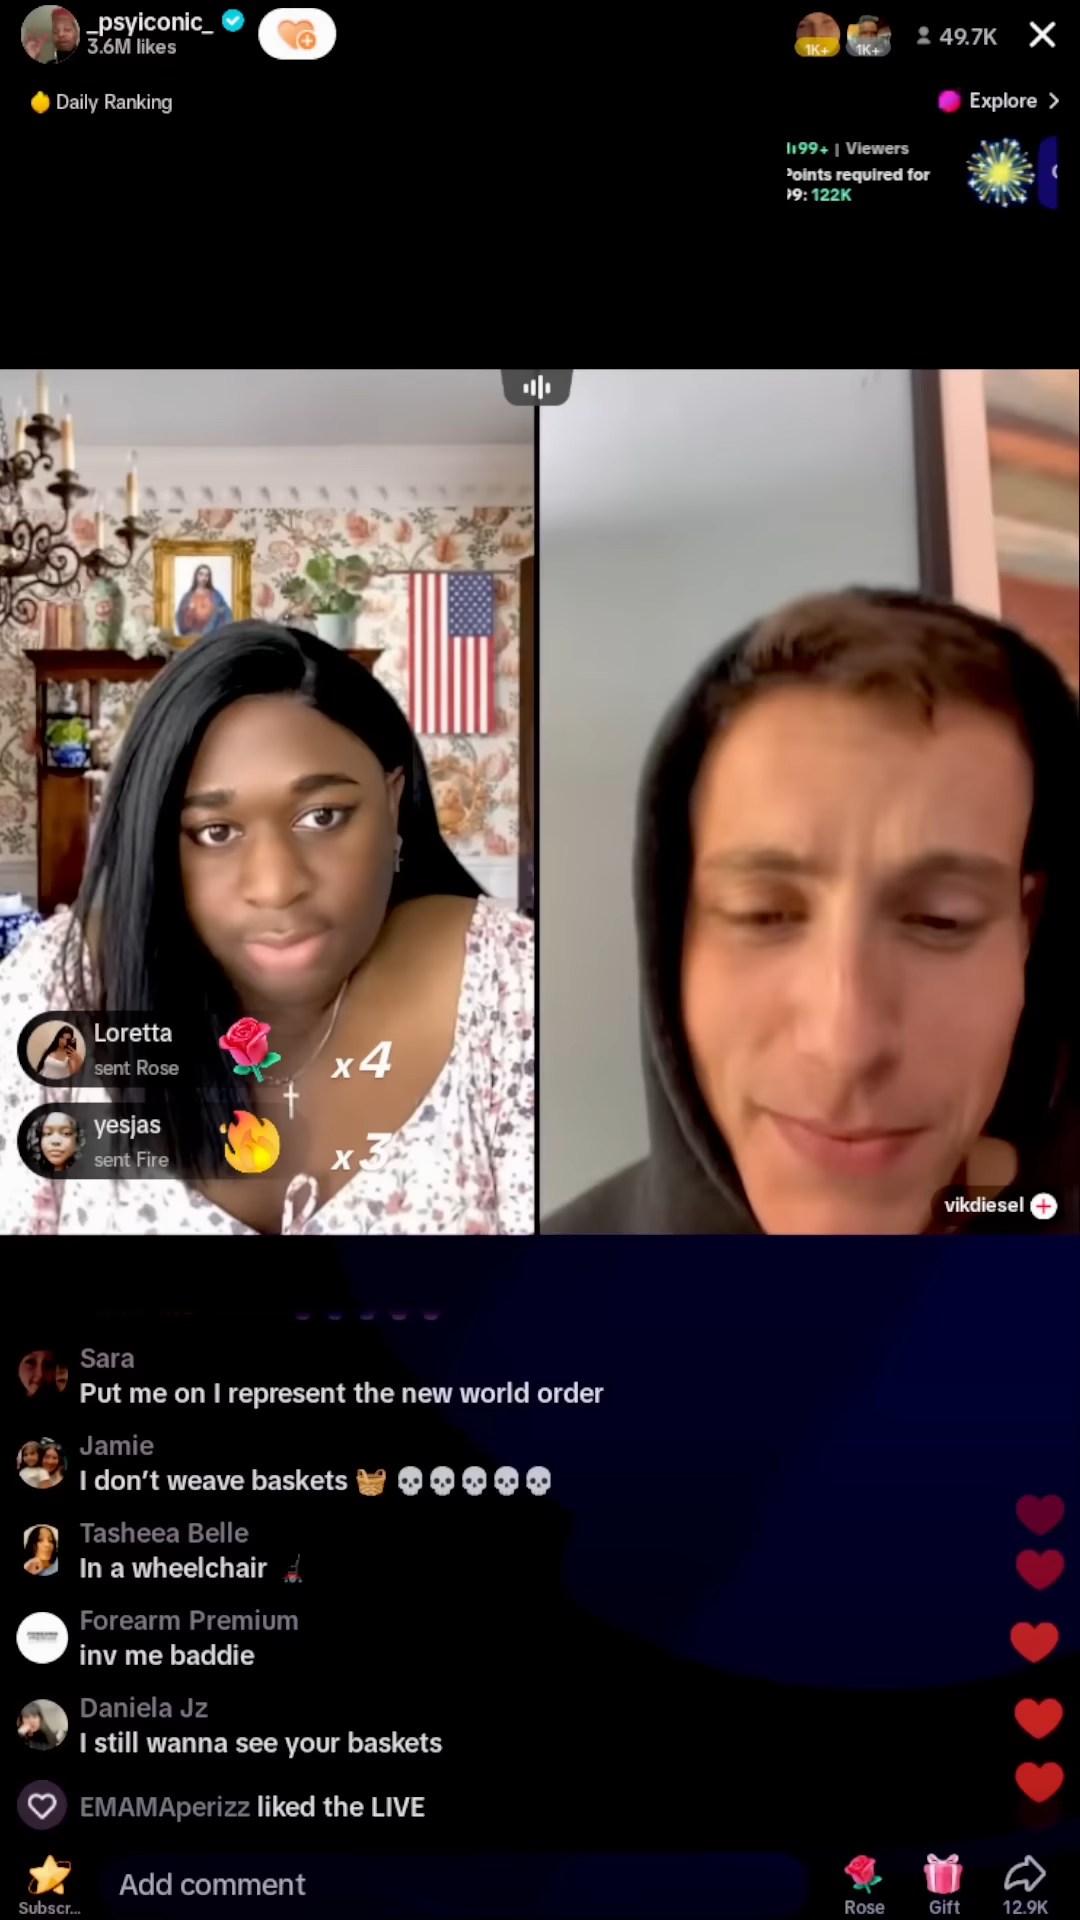 _psyiconic_
3.6M likes
1K+
1K+
49.7K
Daily Ranking
Explore
99+ | Viewers
Points required for
99: 122K
Loretta
sent Rose
x4
yesjas
sent Fire
x3
vikdiesel
Sara
Put me on I represent the new world order
Jamie
I don’t weave baskets 🧺 💀💀💀💀💀
Tasheea Belle
In a wheelchair
Forearm Premium
inv me baddie
Daniela Jz
I still wanna see your baskets
EMAMAperizz liked the LIVE
Subscr...
Add comment
Rose
Gift
12.9K